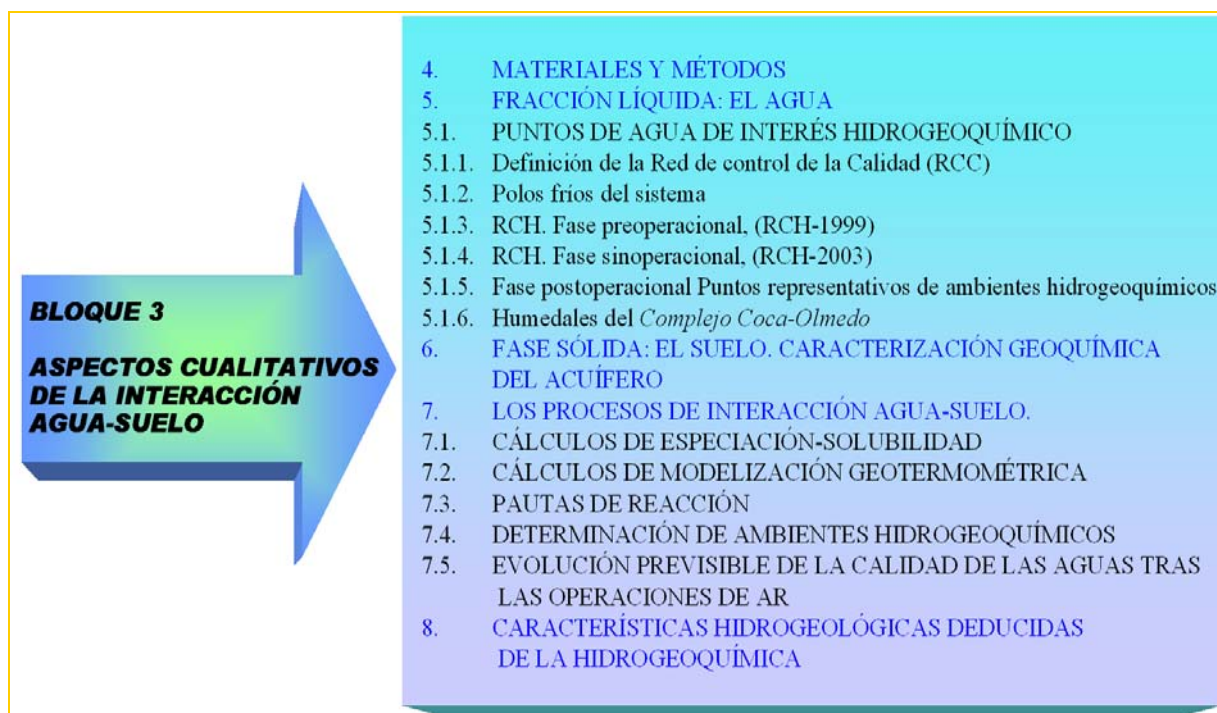 BLOQUE 3
ASPECTOS CUALITATIVOS
DE LA INTERACCIÓN
AGUA-SUELO
4. MATERIALES Y MÉTODOS
5. FRACCIÓN LÍQUIDA: EL AGUA
5.1. PUNTOS DE AGUA DE INTERÉS HIDROGEOQUÍMICO
5.1.1. Definición de la Red de control de la Calidad (RCC)
5.1.2. Polos fríos del sistema
5.1.3. RCH. Fase preoperacional, (RCH-1999)
5.1.4. RCH. Fase sinoperacional, (RCH-2003)
5.1.5. Fase postoperacional Puntos representativos de ambientes hidrogeoquímicos
5.1.6. Humedales del Complejo Coca-Olmedo
6. FASE SÓLIDA: EL SUELO. CARACTERIZACIÓN GEOQUÍMICA
DEL ACUÍFERO
7. LOS PROCESOS DE INTERACCIÓN AGUA-SUELO.
7.1. CÁLCULOS DE ESPECIACIÓN-SOLUBILIDAD
7.2. CÁLCULOS DE MODELIZACIÓN GEOTERMOMÉTRICA
7.3. PAUTAS DE REACCIÓN
7.4. DETERMINACIÓN DE AMBIENTES HIDROGEOQUÍMICOS
7.5. EVOLUCIÓN PREVISIBLE DE LA CALIDAD DE LAS AGUAS TRAS
LAS OPERACIONES DE AR
8. CARACTERÍSTICAS HIDROGEOLÓGICAS DEDUCIDAS
DE LA HIDROGEOQUÍMICA